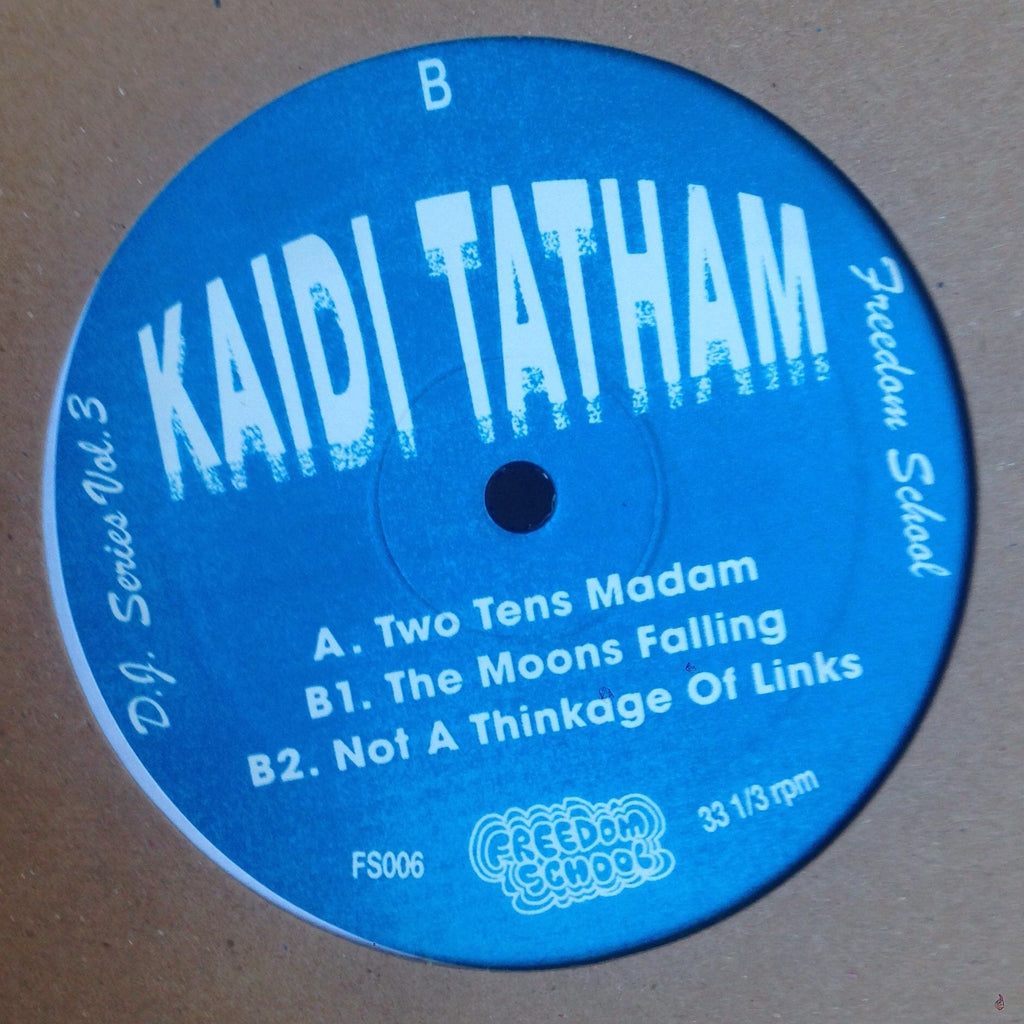 B
KAIDI TATHAM
D.J. Series Vol. 3
Freedom School
A. Two Tens Madam
B1. The Moons Falling
B2. Not A Thinkage Of Links
FS006
FREEDOM
SCHOOL
33 1/3 rpm